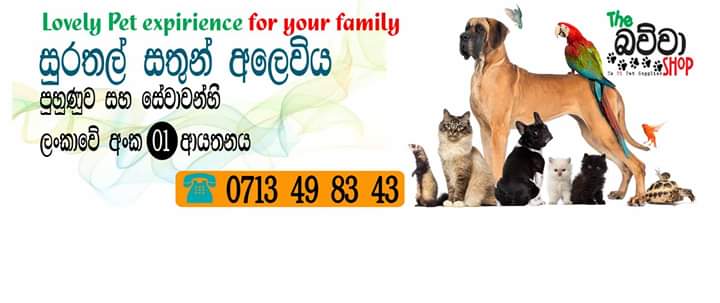 Lovely Pet expirience for your family
සුරතල් සතුන් අලෙවිය
පුහුණුව සහ සේවාවන්හි
ලංකාවේ අංක 01 ආයතනය
0713 49 83 43
The
බව්වා
SHOP